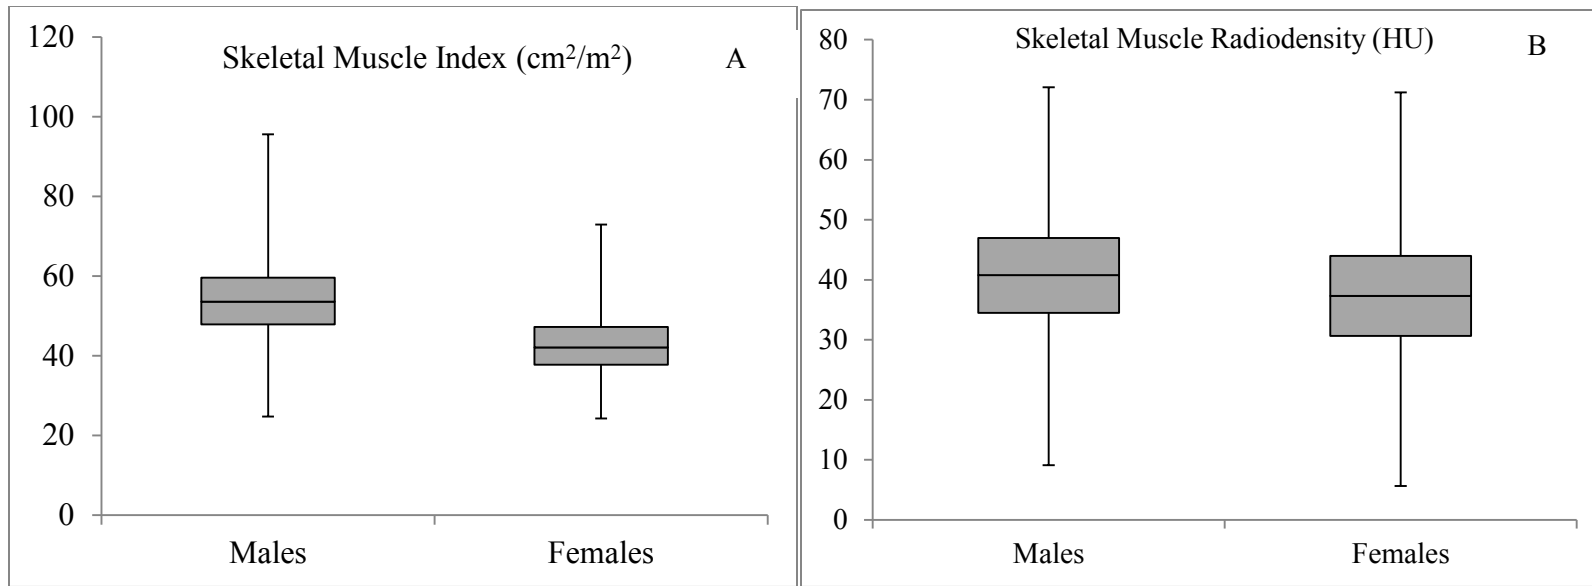 Skeletal Muscle Index (cm²/m²)
A
120
100
80
60
40
20
0
Males
Females
Skeletal Muscle Radiodensity (HU)
B
80
70
60
50
40
30
20
10
0
Males
Females